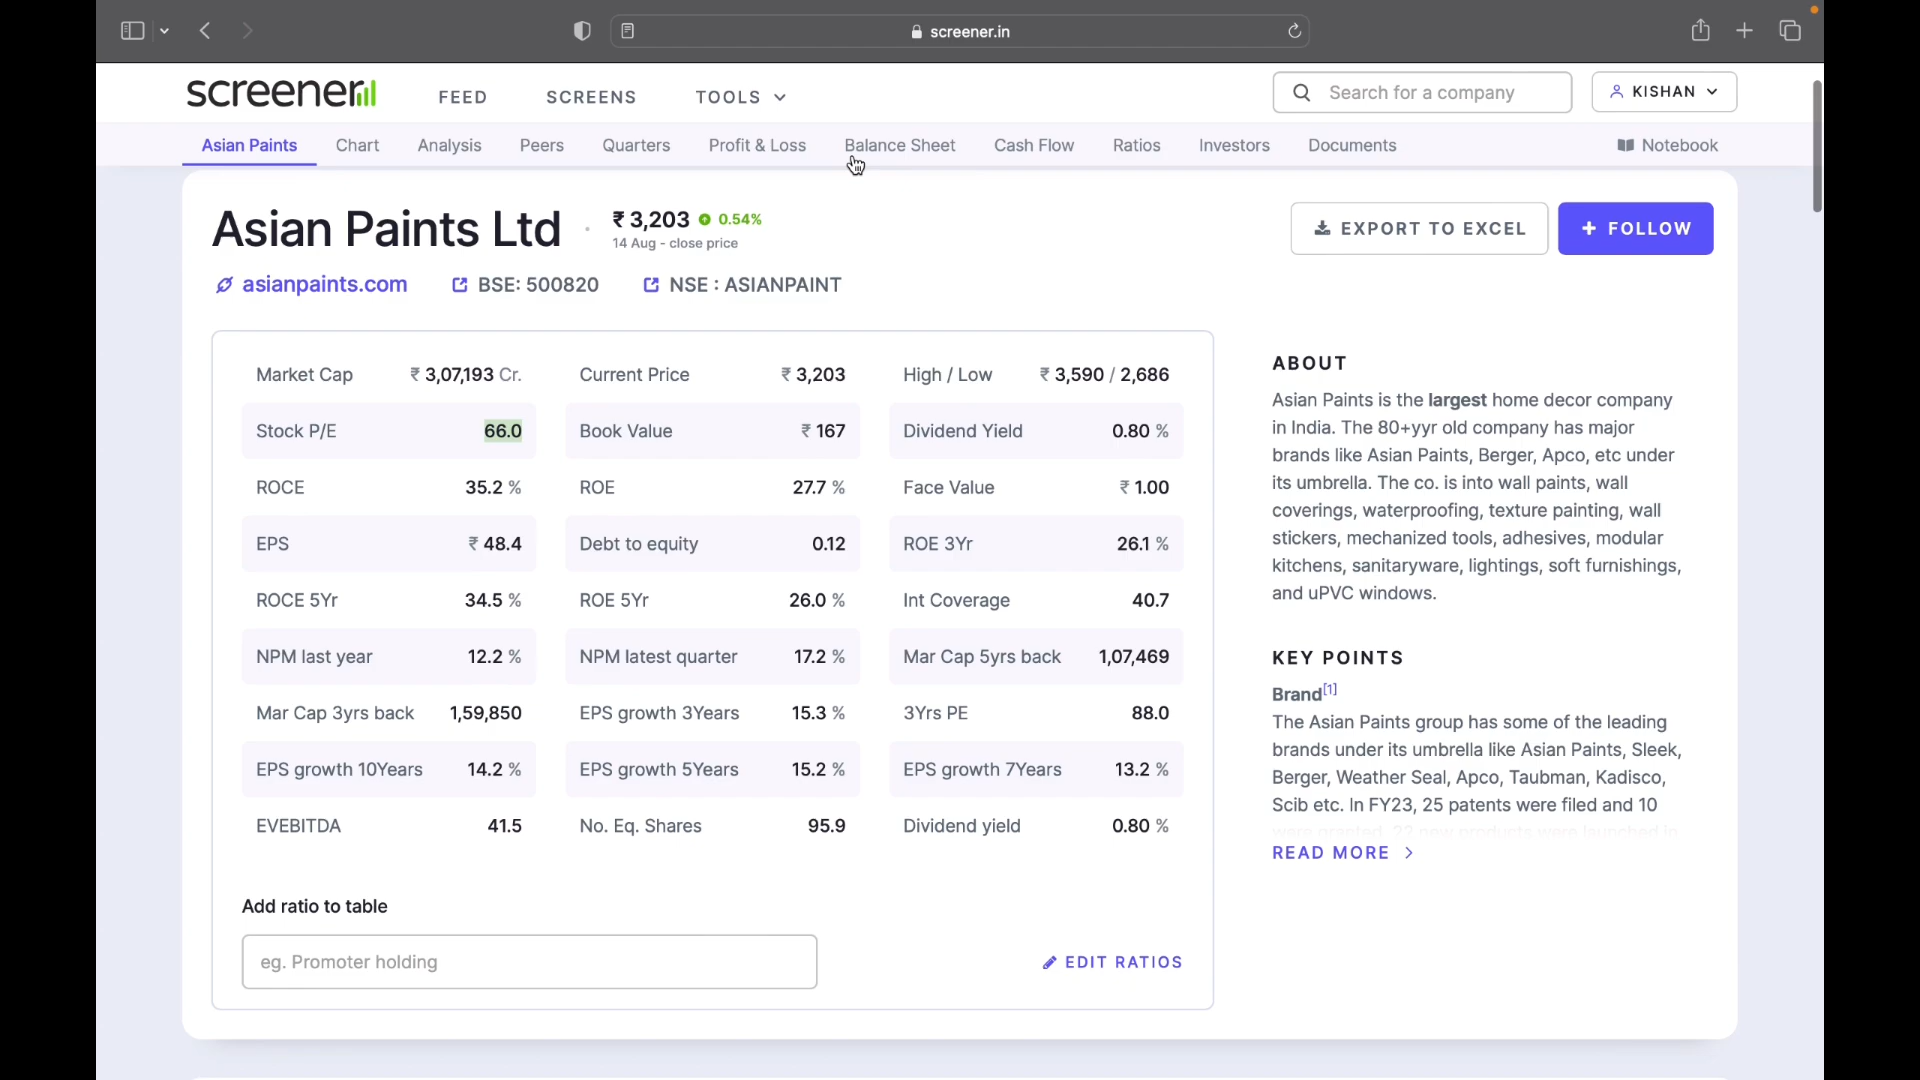 screener.in
screener
FEED
SCREENS
TOOLS
Search for a company
KISHAN
Asian Paints
Chart
Analysis
Peers
Quarters
Profit & Loss
Balance Sheet
Cash Flow
Ratios
Investors
Documents
Notebook
Asian Paints Ltd
₹ 3,203 0.54%
14 Aug - close price
EXPORT TO EXCEL
+ FOLLOW
asianpaints.com
BSE: 500820
NSE : ASIANPAINT
Market Cap ₹ 3,07,193 Cr.
Current Price ₹ 3,203
High / Low ₹ 3,590 / 2,686
Stock P/E 66.0
Book Value ₹ 167
Dividend Yield 0.80 %
ROCE 35.2 %
ROE 27.7 %
Face Value ₹ 1.00
EPS ₹ 48.4
Debt to equity 0.12
ROE 3Yr 26.1 %
ROCE 5Yr 34.5 %
ROE 5Yr 26.0 %
Int Coverage 40.7
NPM last year 12.2 %
NPM latest quarter 17.2 %
Mar Cap 5yrs back 1,07,469
Mar Cap 3yrs back 1,59,850
EPS growth 3Years 15.3 %
3Yrs PE 88.0
EPS growth 10Years 14.2 %
EPS growth 5Years 15.2 %
EPS growth 7Years 13.2 %
EVEBITDA 41.5
No. Eq. Shares 95.9
Dividend yield 0.80 %
Add ratio to table
eg. Promoter holding
EDIT RATIOS
ABOUT
Asian Paints is the largest home decor company
in India. The 80+yyr old company has major
brands like Asian Paints, Berger, Apco, etc under
its umbrella. The co. is into wall paints, wall
coverings, waterproofing, texture painting, wall
stickers, mechanized tools, adhesives, modular
kitchens, sanitaryware, lightings, soft furnishings,
and uPVC windows.
KEY POINTS
Brand[1]
The Asian Paints group has some of the leading
brands under its umbrella like Asian Paints, Sleek,
Berger, Weather Seal, Apco, Taubman, Kadisco,
Scib etc. In FY23, 25 patents were filed and 10
were granted. 22 new products were launched in
READ MORE